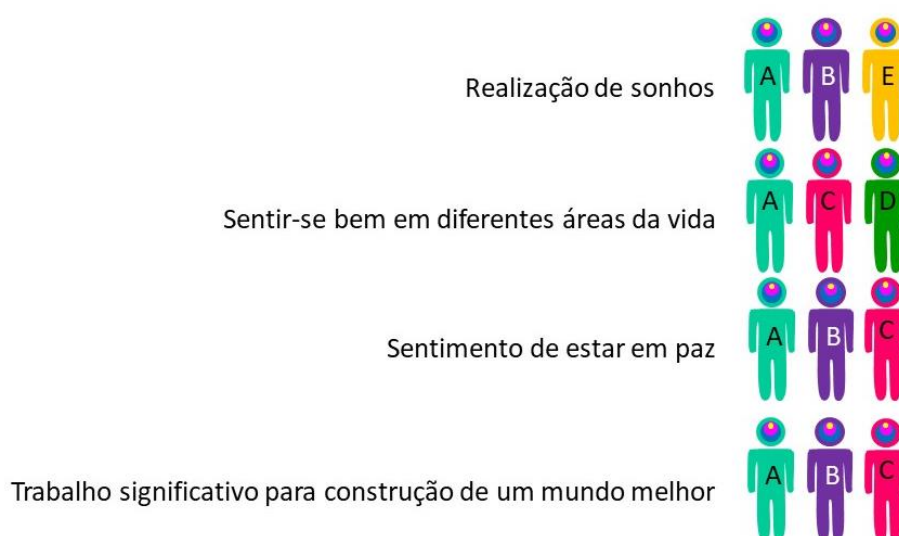 Realização de sonhos A B E
Sentir-se bem em diferentes áreas da vida A C D
Sentimento de estar em paz A B C
Trabalho significativo para construção de um mundo melhor A B C